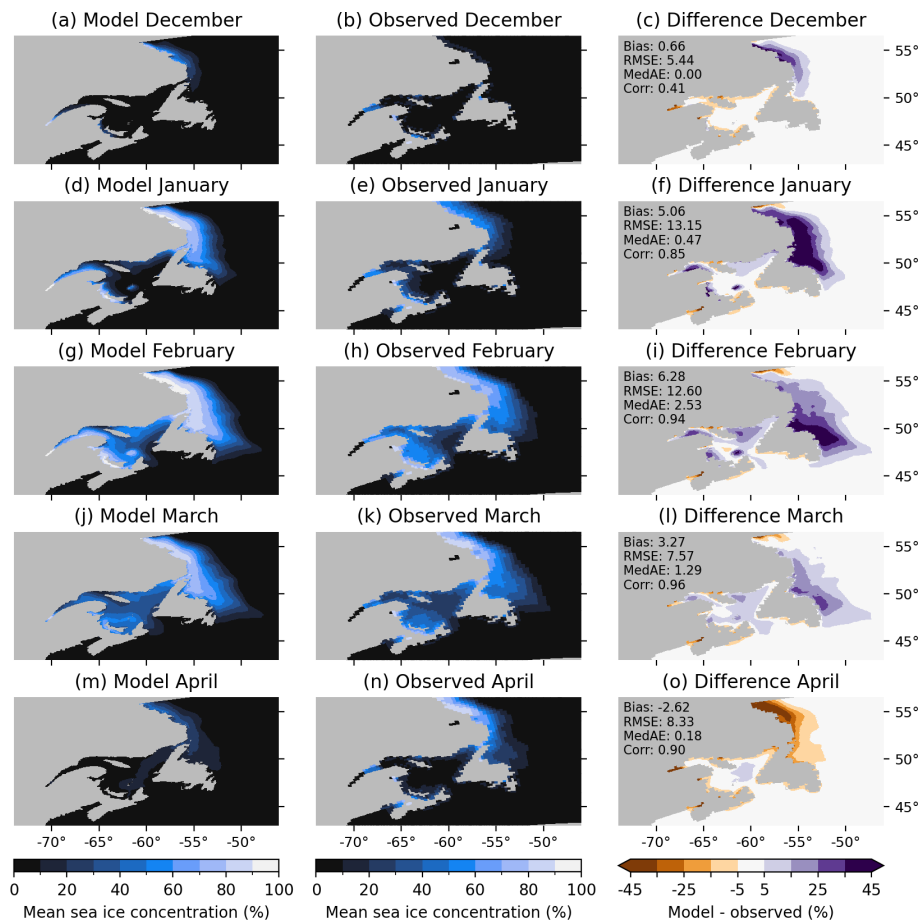 (a) Model December
(b) Observed December
(c) Difference December
Bias: 0.66
RMSE: 5.44
MedAE: 0.00
Corr: 0.41
55°
50°
45°
(d) Model January
(e) Observed January
(f) Difference January
Bias: 5.06
RMSE: 13.15
MedAE: 0.47
Corr: 0.85
55°
50°
45°
(g) Model February
(h) Observed February
(i) Difference February
Bias: 6.28
RMSE: 12.60
MedAE: 2.53
Corr: 0.94
55°
50°
45°
(j) Model March
(k) Observed March
(l) Difference March
Bias: 3.27
RMSE: 7.57
MedAE: 1.29
Corr: 0.96
55°
50°
45°
(m) Model April
(n) Observed April
(o) Difference April
Bias: -2.62
RMSE: 8.33
MedAE: 0.18
Corr: 0.90
55°
50°
45°
-70° -65° -60° -55° -50°
-70° -65° -60° -55° -50°
-70° -65° -60° -55° -50°
0 20 40 60 80 100
Mean sea ice concentration (%)
0 20 40 60 80 100
Mean sea ice concentration (%)
-45 -25 -5 5 25 45
Model - observed (%)